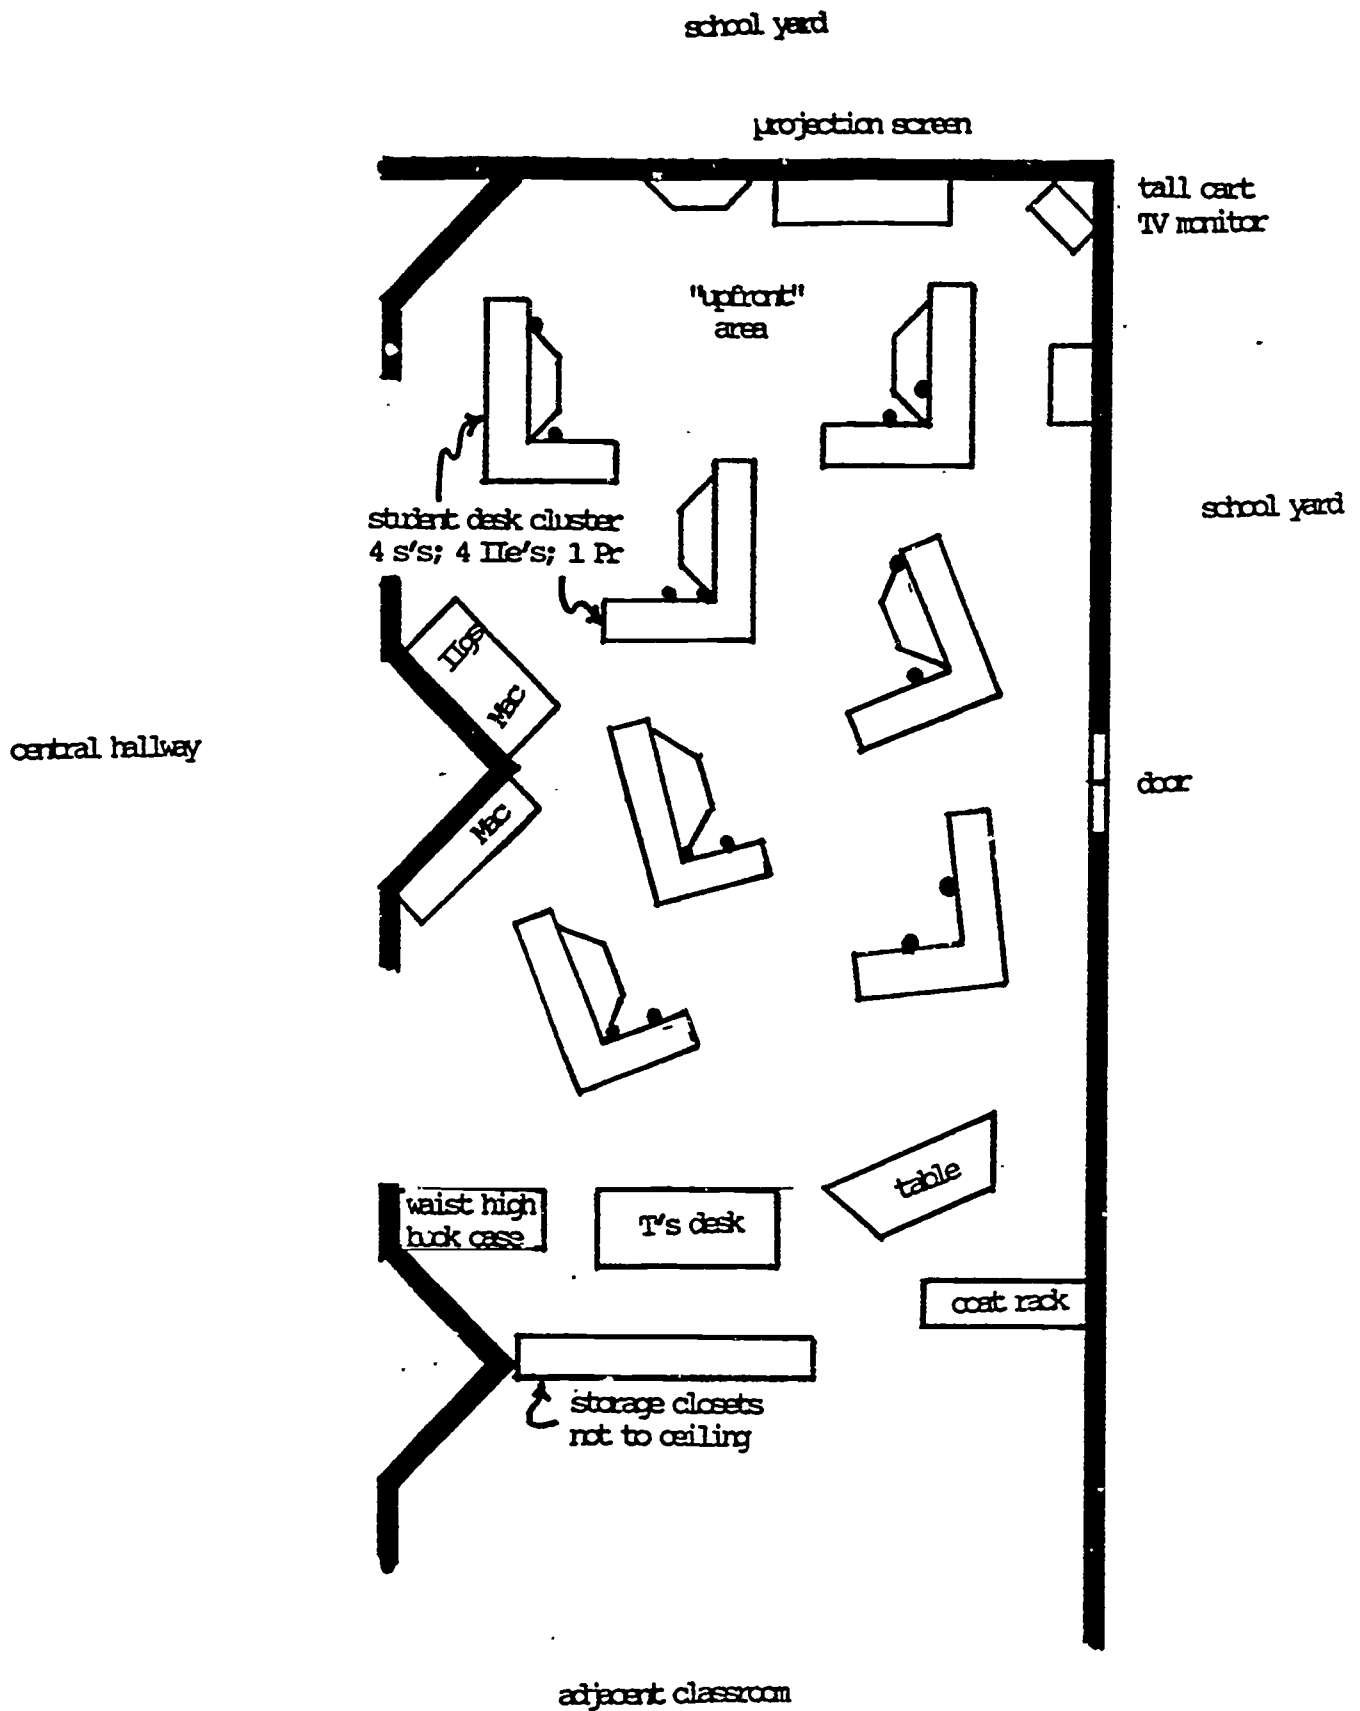 school yard
projection screen
tall cart
TV monitor
"upfront"
area
school yard
student desk cluster
4 s's; 4 IIe's; 1 Pr
IIgs
Mac
central hallway
Mac
door
table
waist high
book case
T's desk
coat rack
storage closets
not to ceiling
adjacent classroom